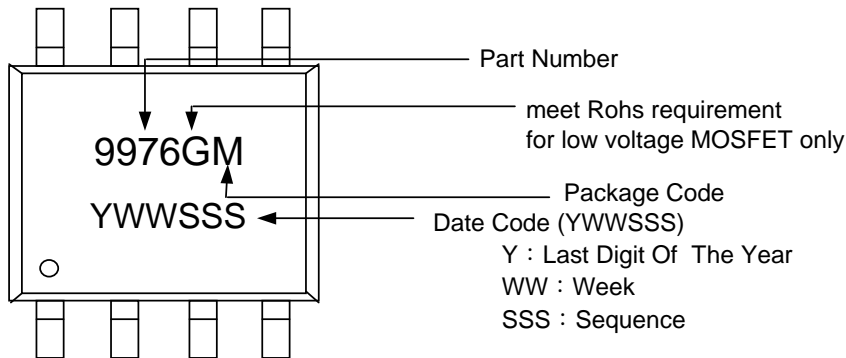 Part Number
meet Rohs requirement
for low voltage MOSFET only
9976GM
Package Code
YWWSSS
Date Code (YWWSSS)
Y：Last Digit Of The Year
WW：Week
SSS：Sequence